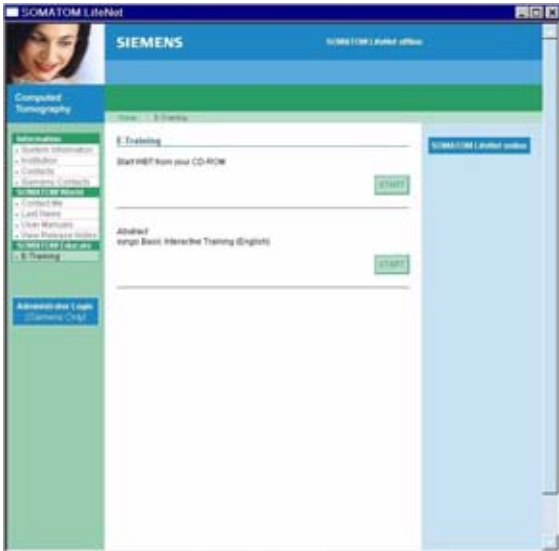 SOMATOM LifeNet
SIEMENS
SOMATOM LifeNet offline
Computed
Tomography
Home
E-Training
Information
System Information
Institution
Contacts
Siemens Contacts
SOMATOM World
Contact Me
Last News
User Manuals
View Release Notes
SOMATOM Educate
E-Training
Administrator Login
(Siemens Only)
E-Training
Start WBT from your CD-ROM
START
Abstract
syngo Basic Interactive Training (English)
START
SOMATOM LifeNet online